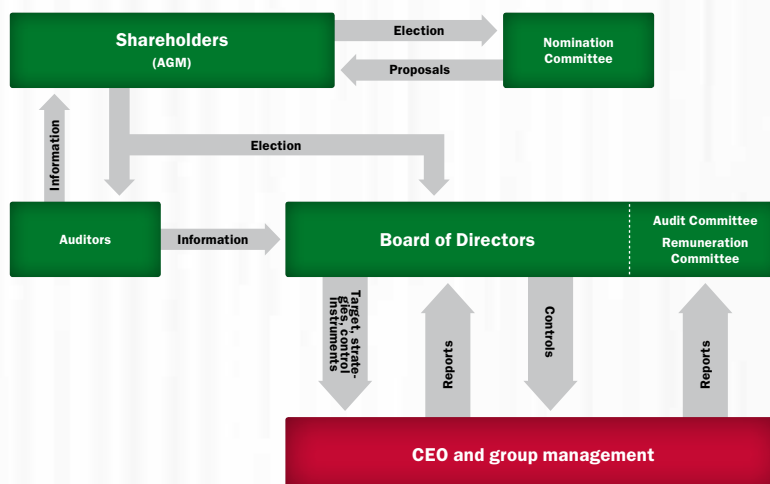 Shareholders
(AGM)
Election
Nomination
Committee
Proposals
Information
Election
Auditors
Information
Board of Directors
Audit Committee
Remuneration
Committee
Target, strate-
gies, control
instruments
Reports
Controls
Reports
CEO and group management